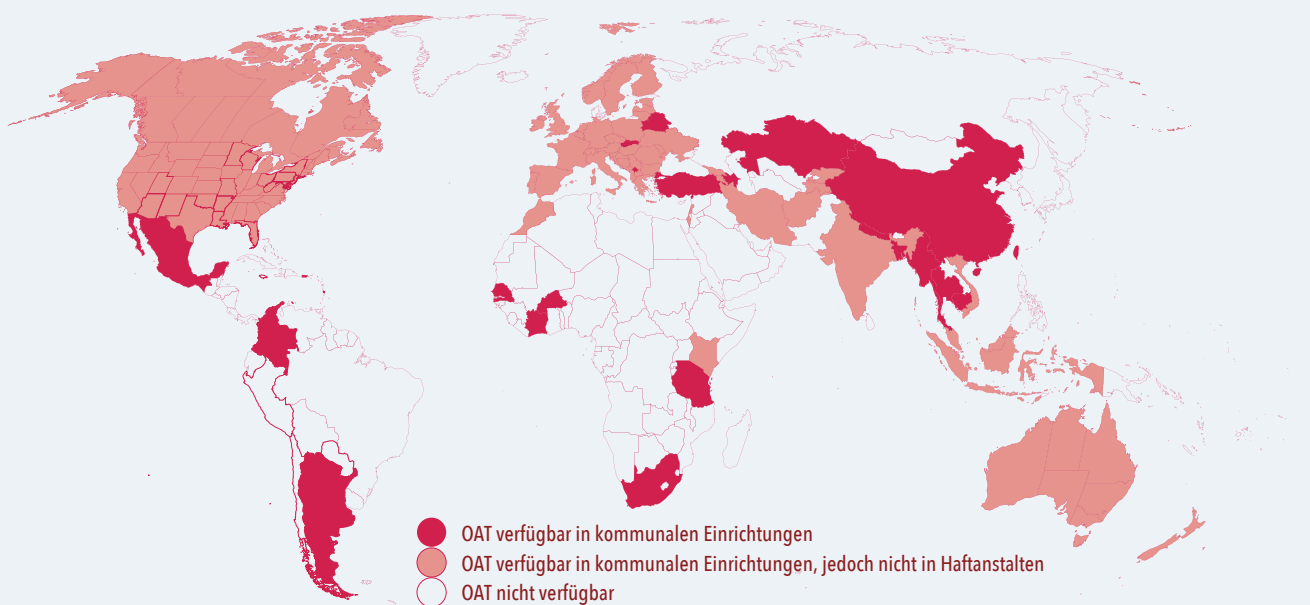 OAT verfügbar in kommunalen Einrichtungen
OAT verfügbar in kommunalen Einrichtungen, jedoch nicht in Haftanstalten
OAT nicht verfügbar